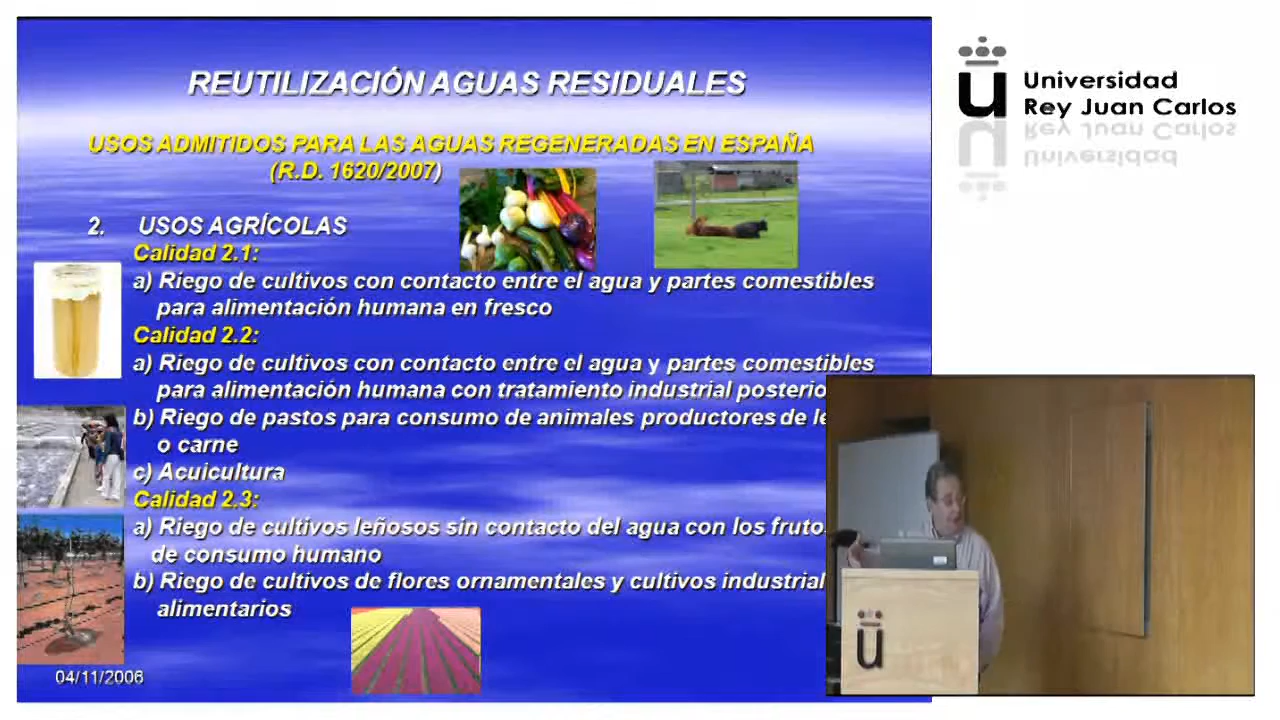 REUTILIZACIÓN AGUAS RESIDUALES
USOS ADMITIDOS PARA LAS AGUAS REGENERADAS EN ESPAÑA
(R.D. 1620/2007)
2. USOS AGRÍCOLAS
Calidad 2.1:
a) Riego de cultivos con contacto entre el agua y partes comestibles
para alimentación humana en fresco
Calidad 2.2:
a) Riego de cultivos con contacto entre el agua y partes comestibles
para alimentación humana con tratamiento industrial posterio
b) Riego de pastos para consumo de animales productores de le
o carne
c) Acuicultura
Calidad 2.3:
a) Riego de cultivos leñosos sin contacto del agua con los fruto
de consumo humano
b) Riego de cultivos de flores ornamentales y cultivos industrial
alimentarios
04/11/2006
u Universidad
Rey Juan Carlos
u